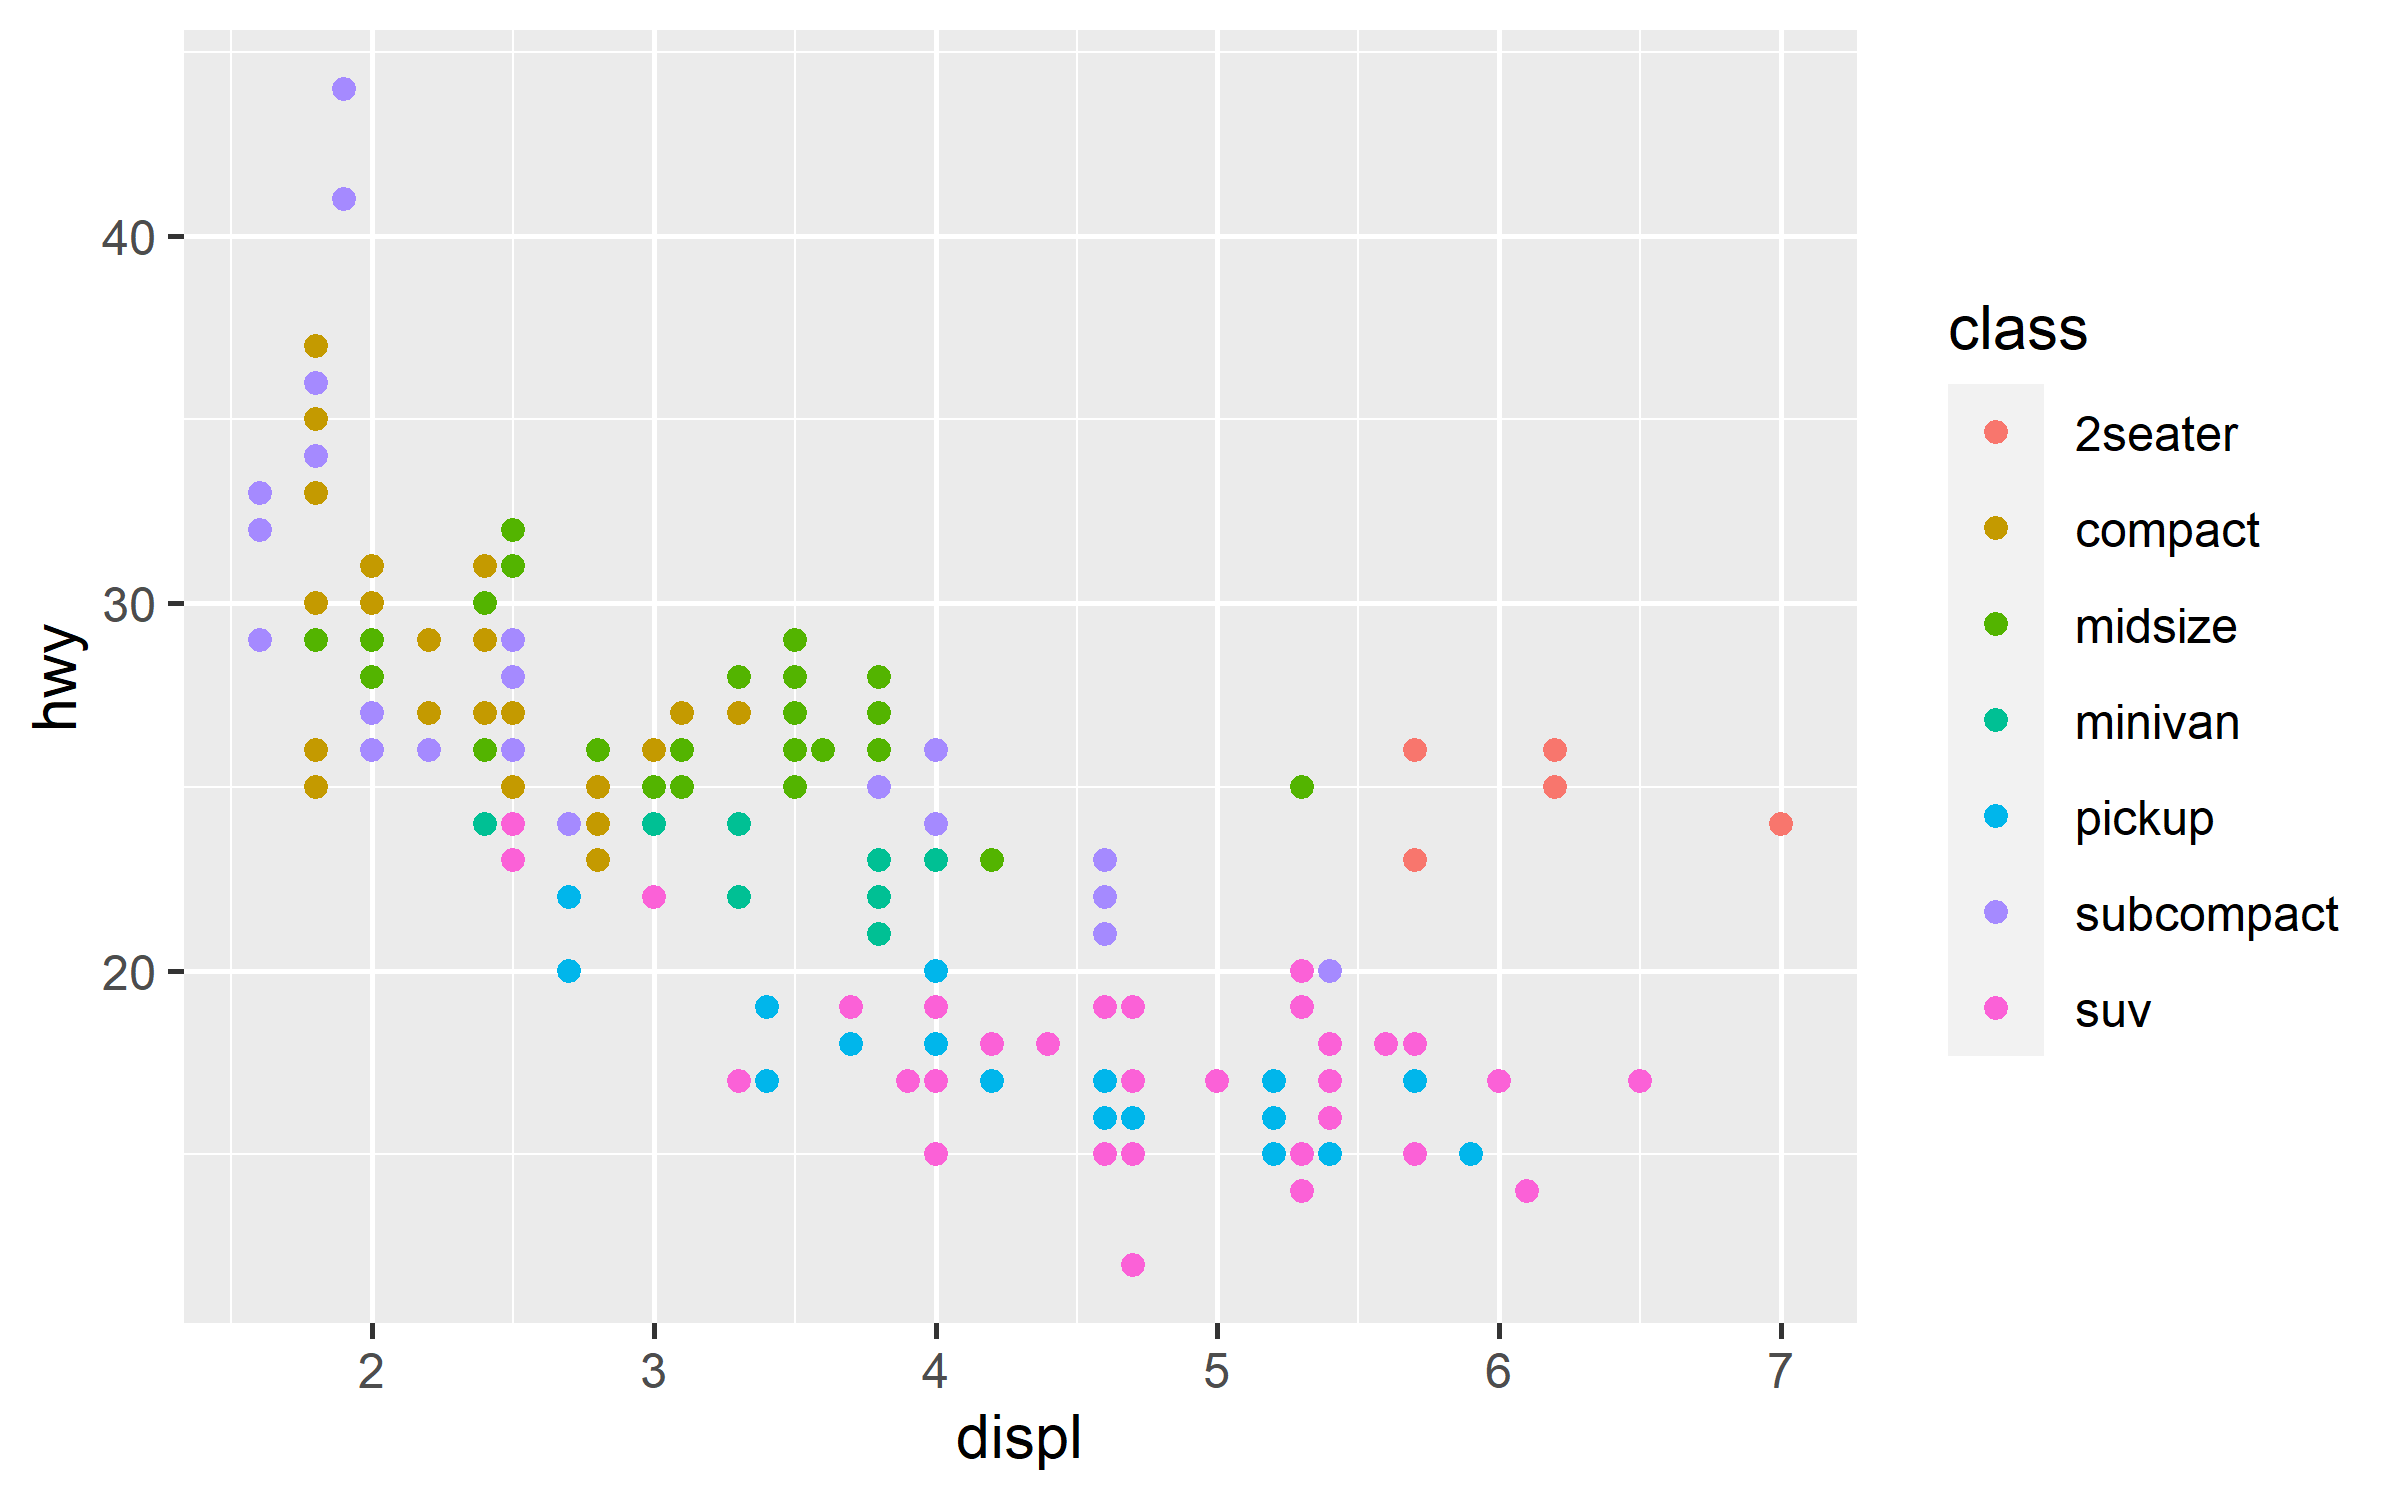 hwy
40
30
20
2 3 4 5 6 7
displ
class
2seater
compact
midsize
minivan
pickup
subcompact
suv